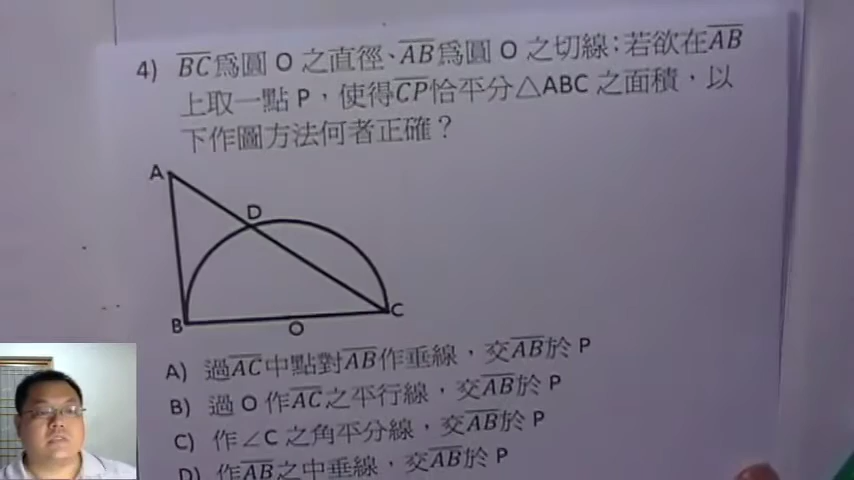 4) BC為圓 O 之直徑、AB為圓 O 之切線；若欲在AB
上取一點 P，使得CP恰平分△ABC 之面積，以
下作圖方法何者正確？
A
D
B
O
C
A) 過AC中點對AB作垂線，交AB於 P
B) 過 O 作AC之平行線，交AB於 P
C) 作∠C 之角平分線，交AB於 P
D) 作AB之中垂線，交AB於 P